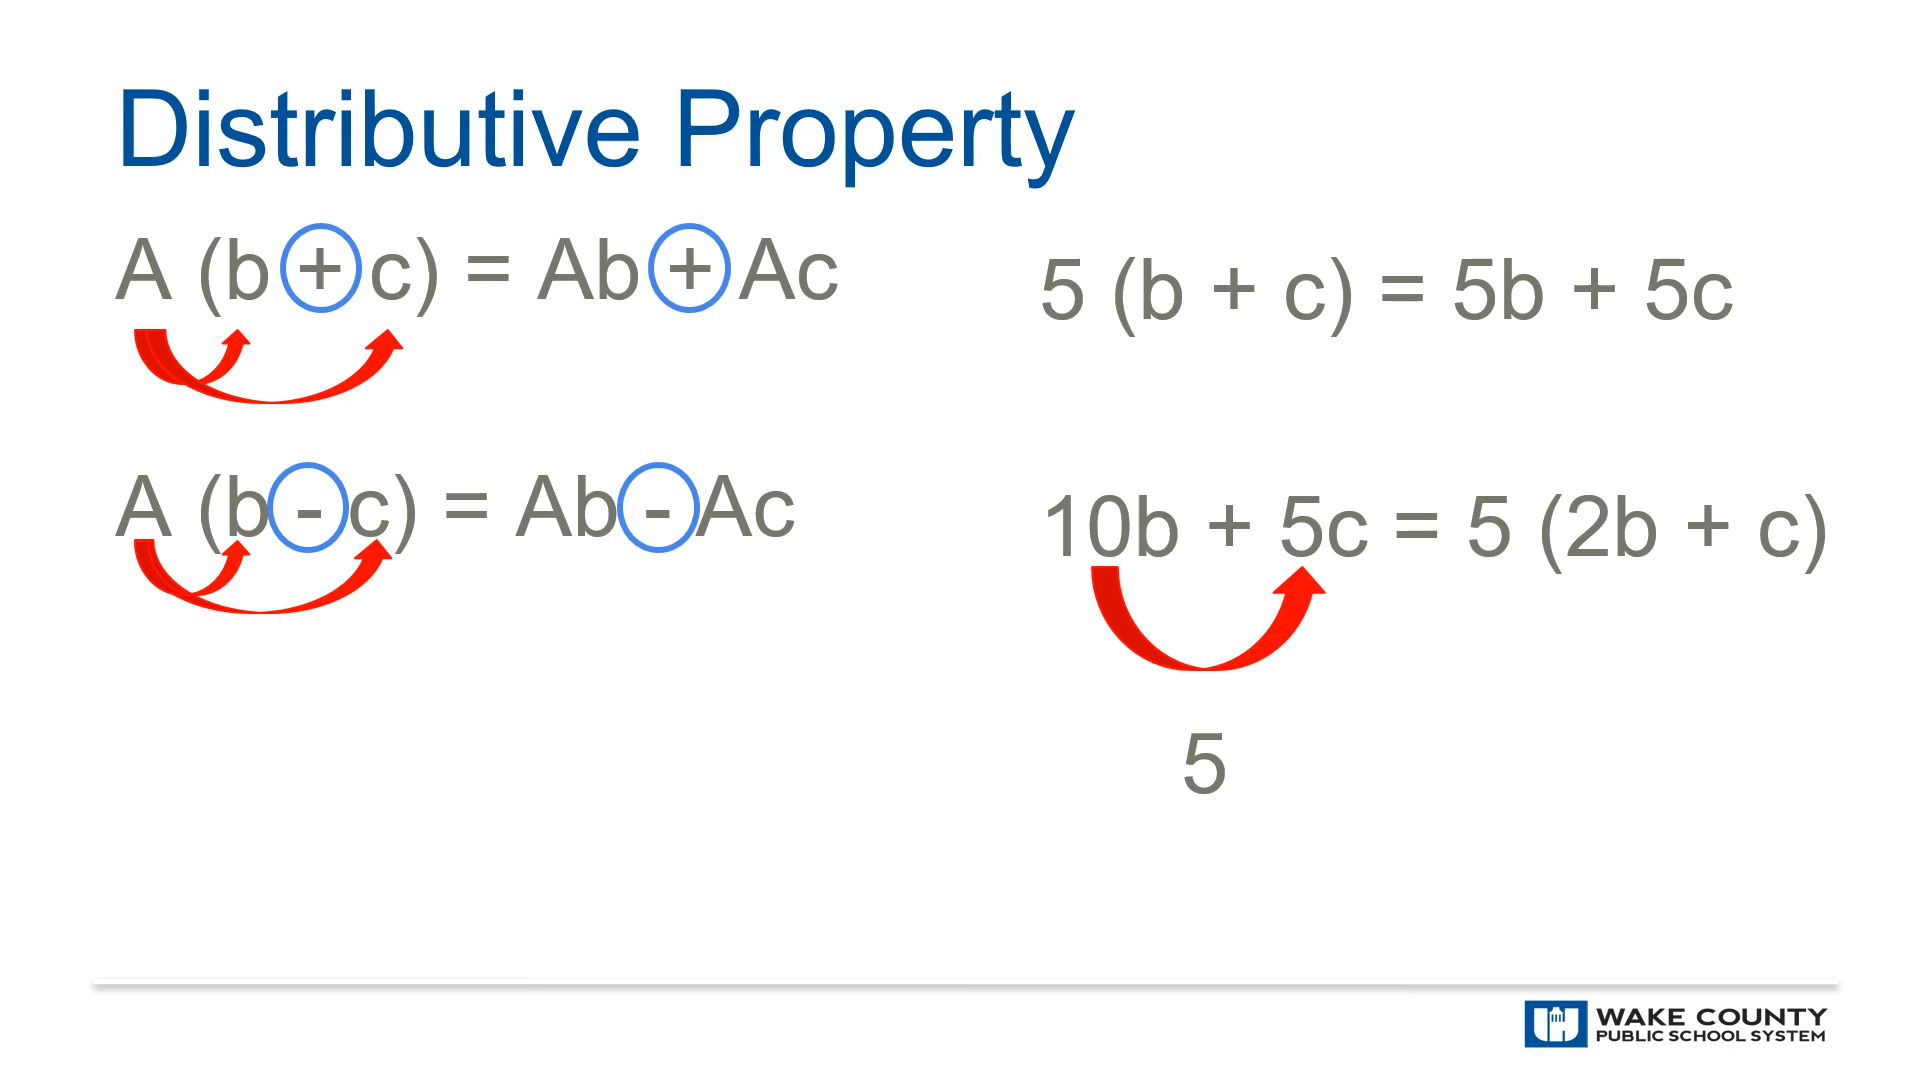 Distributive Property
A (b + c) = Ab + Ac
A (b - c) = Ab - Ac
5 (b + c) = 5b + 5c
10b + 5c = 5 (2b + c)
5
WAKE COUNTY
PUBLIC SCHOOL SYSTEM